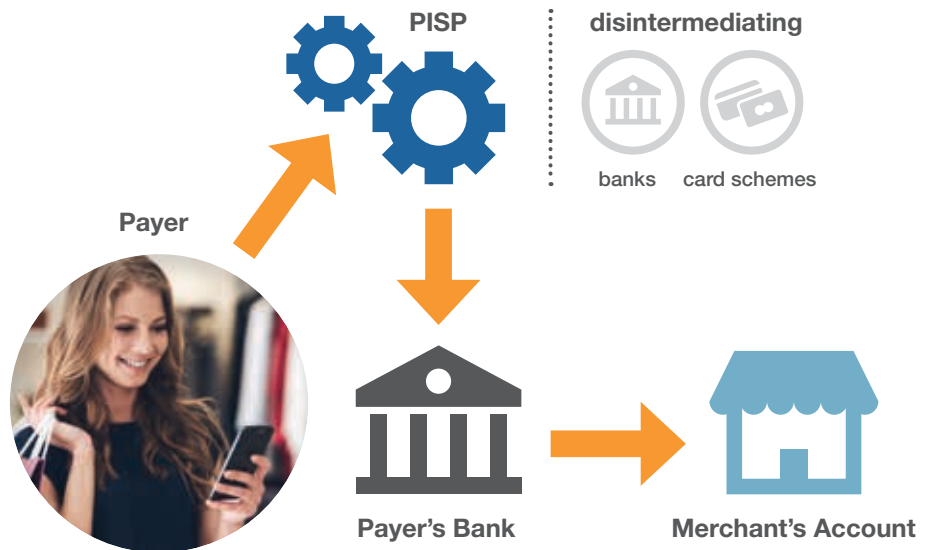 PISP
disintermediating
banks
card schemes
Payer
Payer's Bank
Merchant's Account